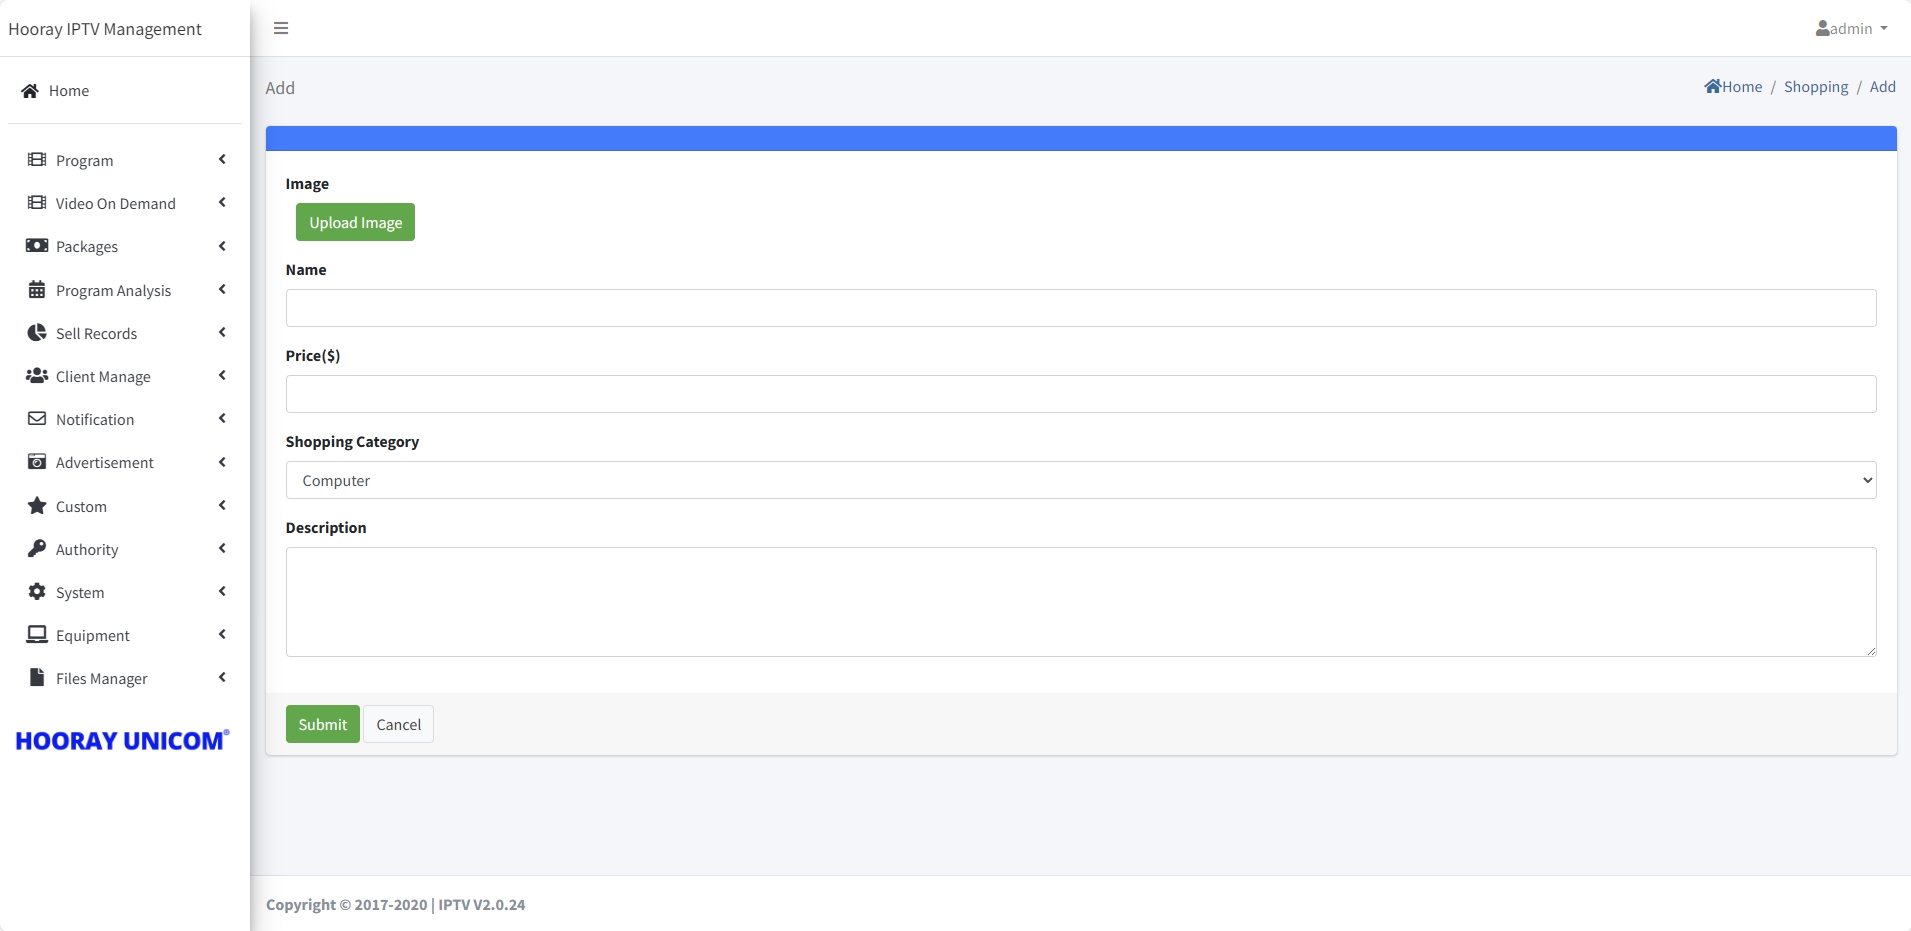 Hooray IPTV Management
admin
Home
Program
Video On Demand
Packages
Program Analysis
Sell Records
Client Manage
Notification
Advertisement
Custom
Authority
System
Equipment
Files Manager
HOORAY UNICOM®
Add
Home / Shopping / Add
Image
Upload Image
Name
Price($)
Shopping Category
Computer
Description
Submit Cancel
Copyright © 2017-2020 | IPTV V2.0.24